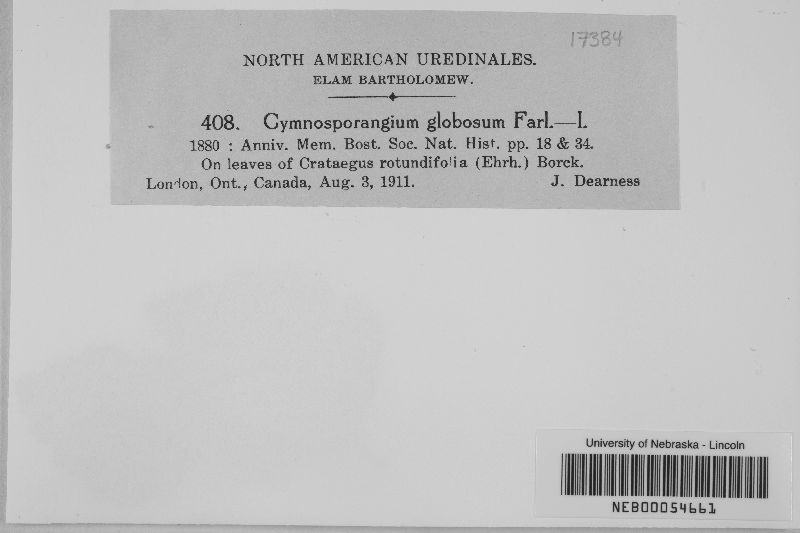 17384
NORTH AMERICAN UREDINALES.
ELAM BARTHOLOMEW.
408. Gymnosporangium globosum Farl.—I.
1880 : Anniv. Mem. Bost. Soc. Nat. Hist. pp. 18 & 34.
On leaves of Crataegus rotundifolia (Ehrh.) Borck.
London, Ont., Canada, Aug. 3, 1911. J. Dearness
University of Nebraska - Lincoln
NEB00054661